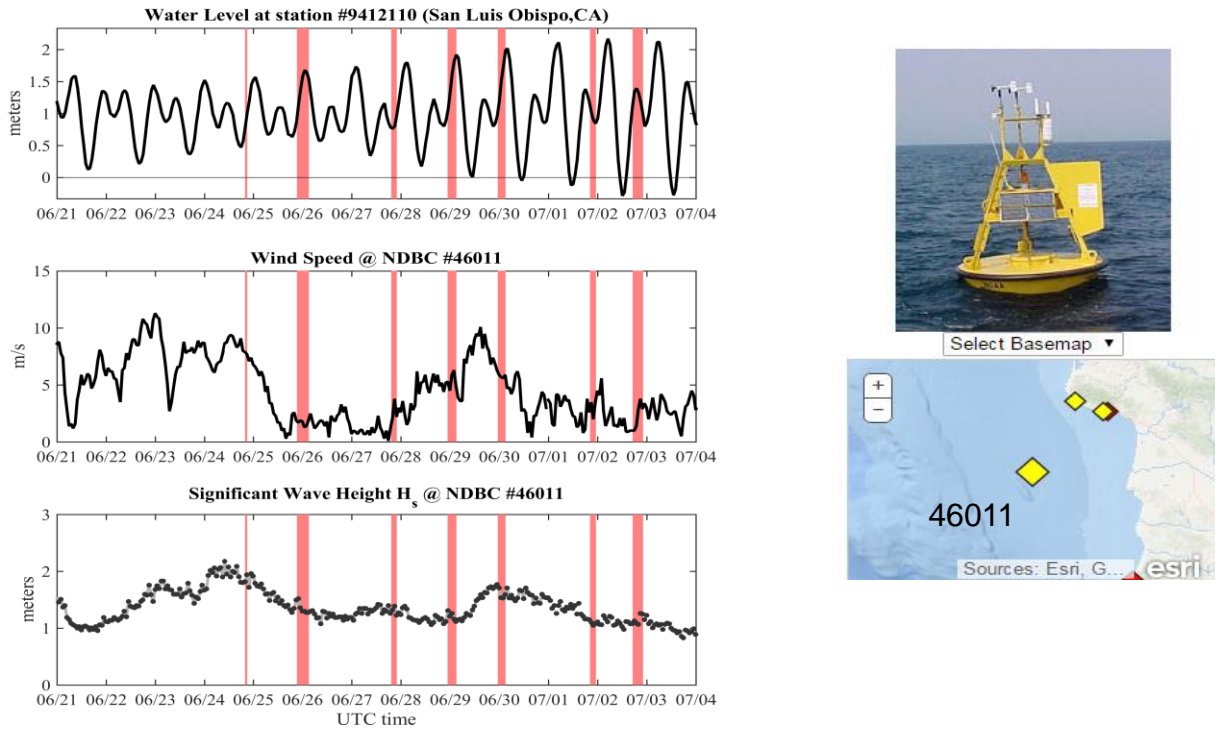 Water Level at station #9412110 (San Luis Obispo,CA)
meters
2
1.5
1
0.5
0
06/21 06/22 06/23 06/24 06/25 06/26 06/27 06/28 06/29 06/30 07/01 07/02 07/03 07/04
Wind Speed @ NDBC #46011
m/s
15
10
5
0
06/21 06/22 06/23 06/24 06/25 06/26 06/27 06/28 06/29 06/30 07/01 07/02 07/03 07/04
Significant Wave Height Hs @ NDBC #46011
meters
3
2
1
0
06/21 06/22 06/23 06/24 06/25 06/26 06/27 06/28 06/29 06/30 07/01 07/02 07/03 07/04
UTC time
Select Basemap ▼
+
−
46011
Sources: Esri, G... esri